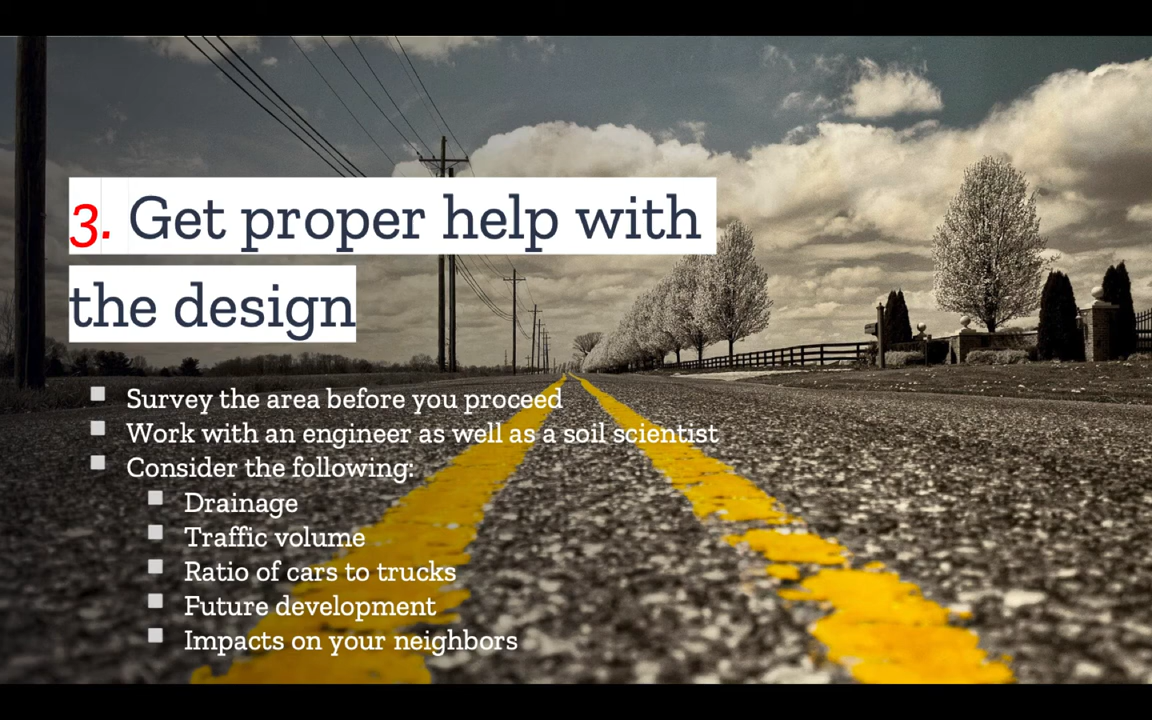 3. Get proper help with
the design
Survey the area before you proceed
Work with an engineer as well as a soil scientist
Consider the following:
Drainage
Traffic volume
Ratio of cars to trucks
Future development
Impacts on your neighbors